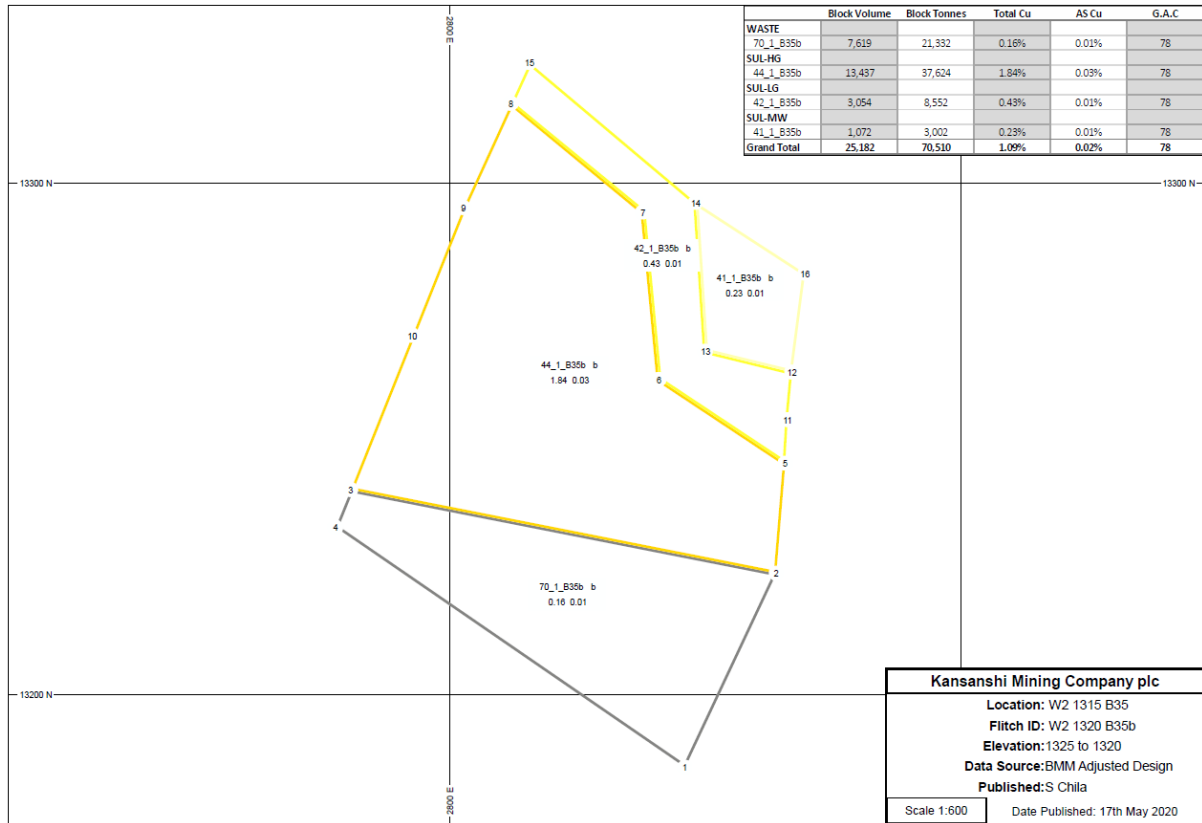 Block Volume Block Tonnes Total Cu AS Cu G.A.C
WASTE
70_1_B35b 7,619 21,332 0.16% 0.01% 78
SUL-HG
44_1_B35b 13,437 37,624 1.84% 0.03% 78
SUL-LG
42_1_B35b 3,054 8,552 0.43% 0.01% 78
SUL-MW
41_1_B35b 1,072 3,002 0.23% 0.01% 78
Grand Total 25,182 70,510 1.09% 0.02% 78
2800 E
15
8
13300 N
13300 N
9
14
7
42_1_B35b b
0.43 0.01
16
41_1_B35b b
0.23 0.01
10
13
44_1_B35b b
1.84 0.03
12
6
11
5
3
4
2
70_1_B35b b
0.16 0.01
13200 N
1
2800 E
Kansanshi Mining Company plc
Location: W2 1315 B35
Flitch ID: W2 1320 B35b
Elevation:1325 to 1320
Data Source:BMM Adjusted Design
Published:S Chila
Scale 1:600 Date Published: 17th May 2020